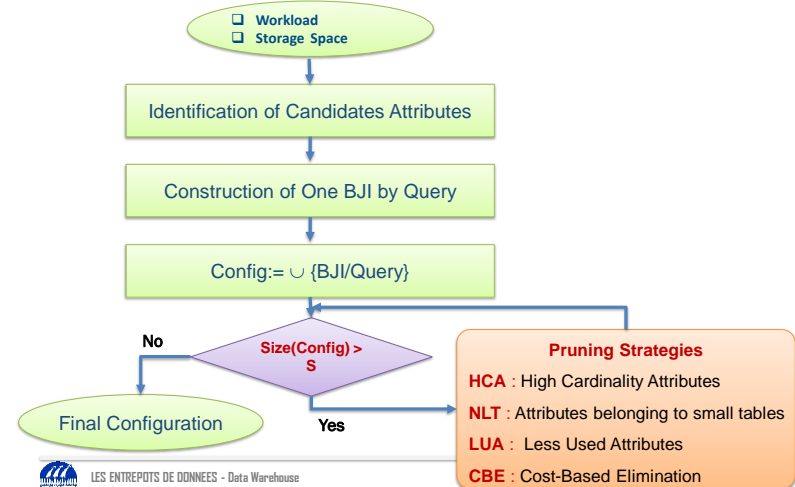 ❑ Workload
❑ Storage Space
Identification of Candidates Attributes
Construction of One BJI by Query
Config:= ∪ {BJI/Query}
No
Size(Config) >
S
Yes
Final Configuration
Pruning Strategies
HCA : High Cardinality Attributes
NLT : Attributes belonging to small tables
LUA : Less Used Attributes
CBE : Cost-Based Elimination
LES ENTREPOTS DE DONNEES - Data Warehouse